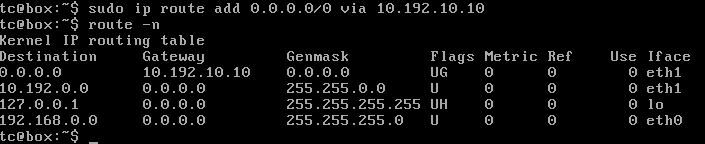 tc@box:~$ sudo ip route add 0.0.0.0/0 via 10.192.10.10
tc@box:~$ route -n
Kernel IP routing table
Destination     Gateway         Genmask         Flags Metric Ref    Use Iface
0.0.0.0         10.192.10.10    0.0.0.0         UG    0      0        0 eth1
10.192.0.0      0.0.0.0         255.255.0.0     U     0      0        0 eth1
127.0.0.1       0.0.0.0         255.255.255.255 UH    0      0        0 lo
192.168.0.0     0.0.0.0         255.255.255.0   U     0      0        0 eth0
tc@box:~$ _